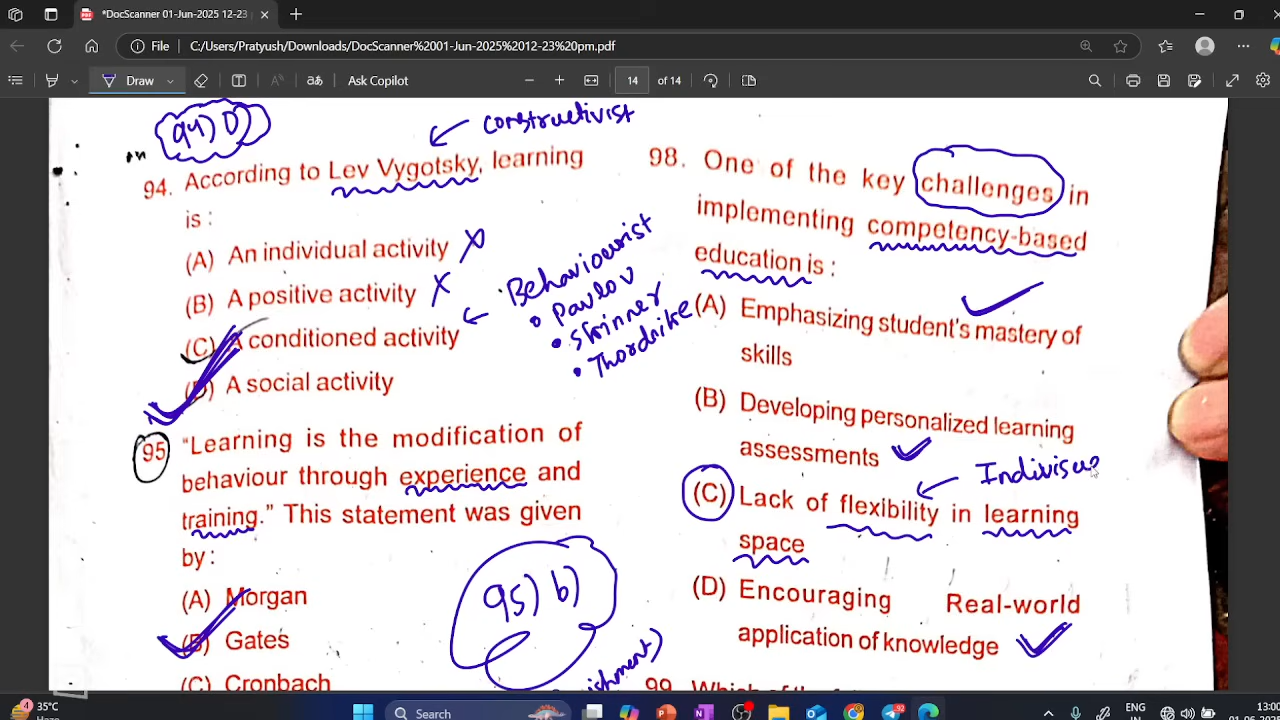 *DocScanner 01-Jun-2025 12-23
File C:/Users/Pratyush/Downloads/DocScanner%2001-Jun-2025%2012-23%20pm.pdf
Draw Ask Copilot 14 of 14
94) D
constructivist
94. According to Lev Vygotsky, learning
is :
(A) An individual activity
(B) A positive activity
(C) A conditioned activity
(D) A social activity
Behaviourist
• Pavlov
• Skinner
• Thordrike
95 "Learning is the modification of
behaviour through experience and
training." This statement was given
by:
(A) Morgan
(B) Gates
(C) Cronbach
95) b)
98. One of the key challenges in
implementing competency-based
education is :
(A) Emphasizing student's mastery of
skills
(B) Developing personalized learning
assessments
(C) Lack of flexibility in learning
space
(D) Encouraging Real-world
application of knowledge
99.
35°C
Haze
Search
92
ENG
IN
13:00